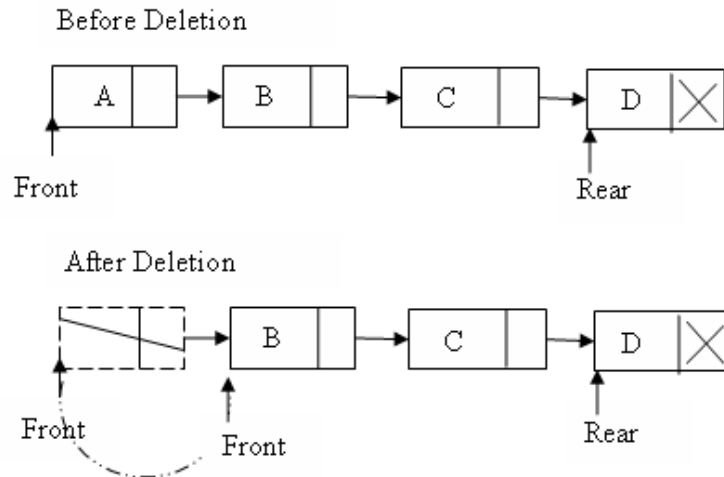 Before Deletion
A B C D
Front Rear
After Deletion
B C D
Front Front Rear